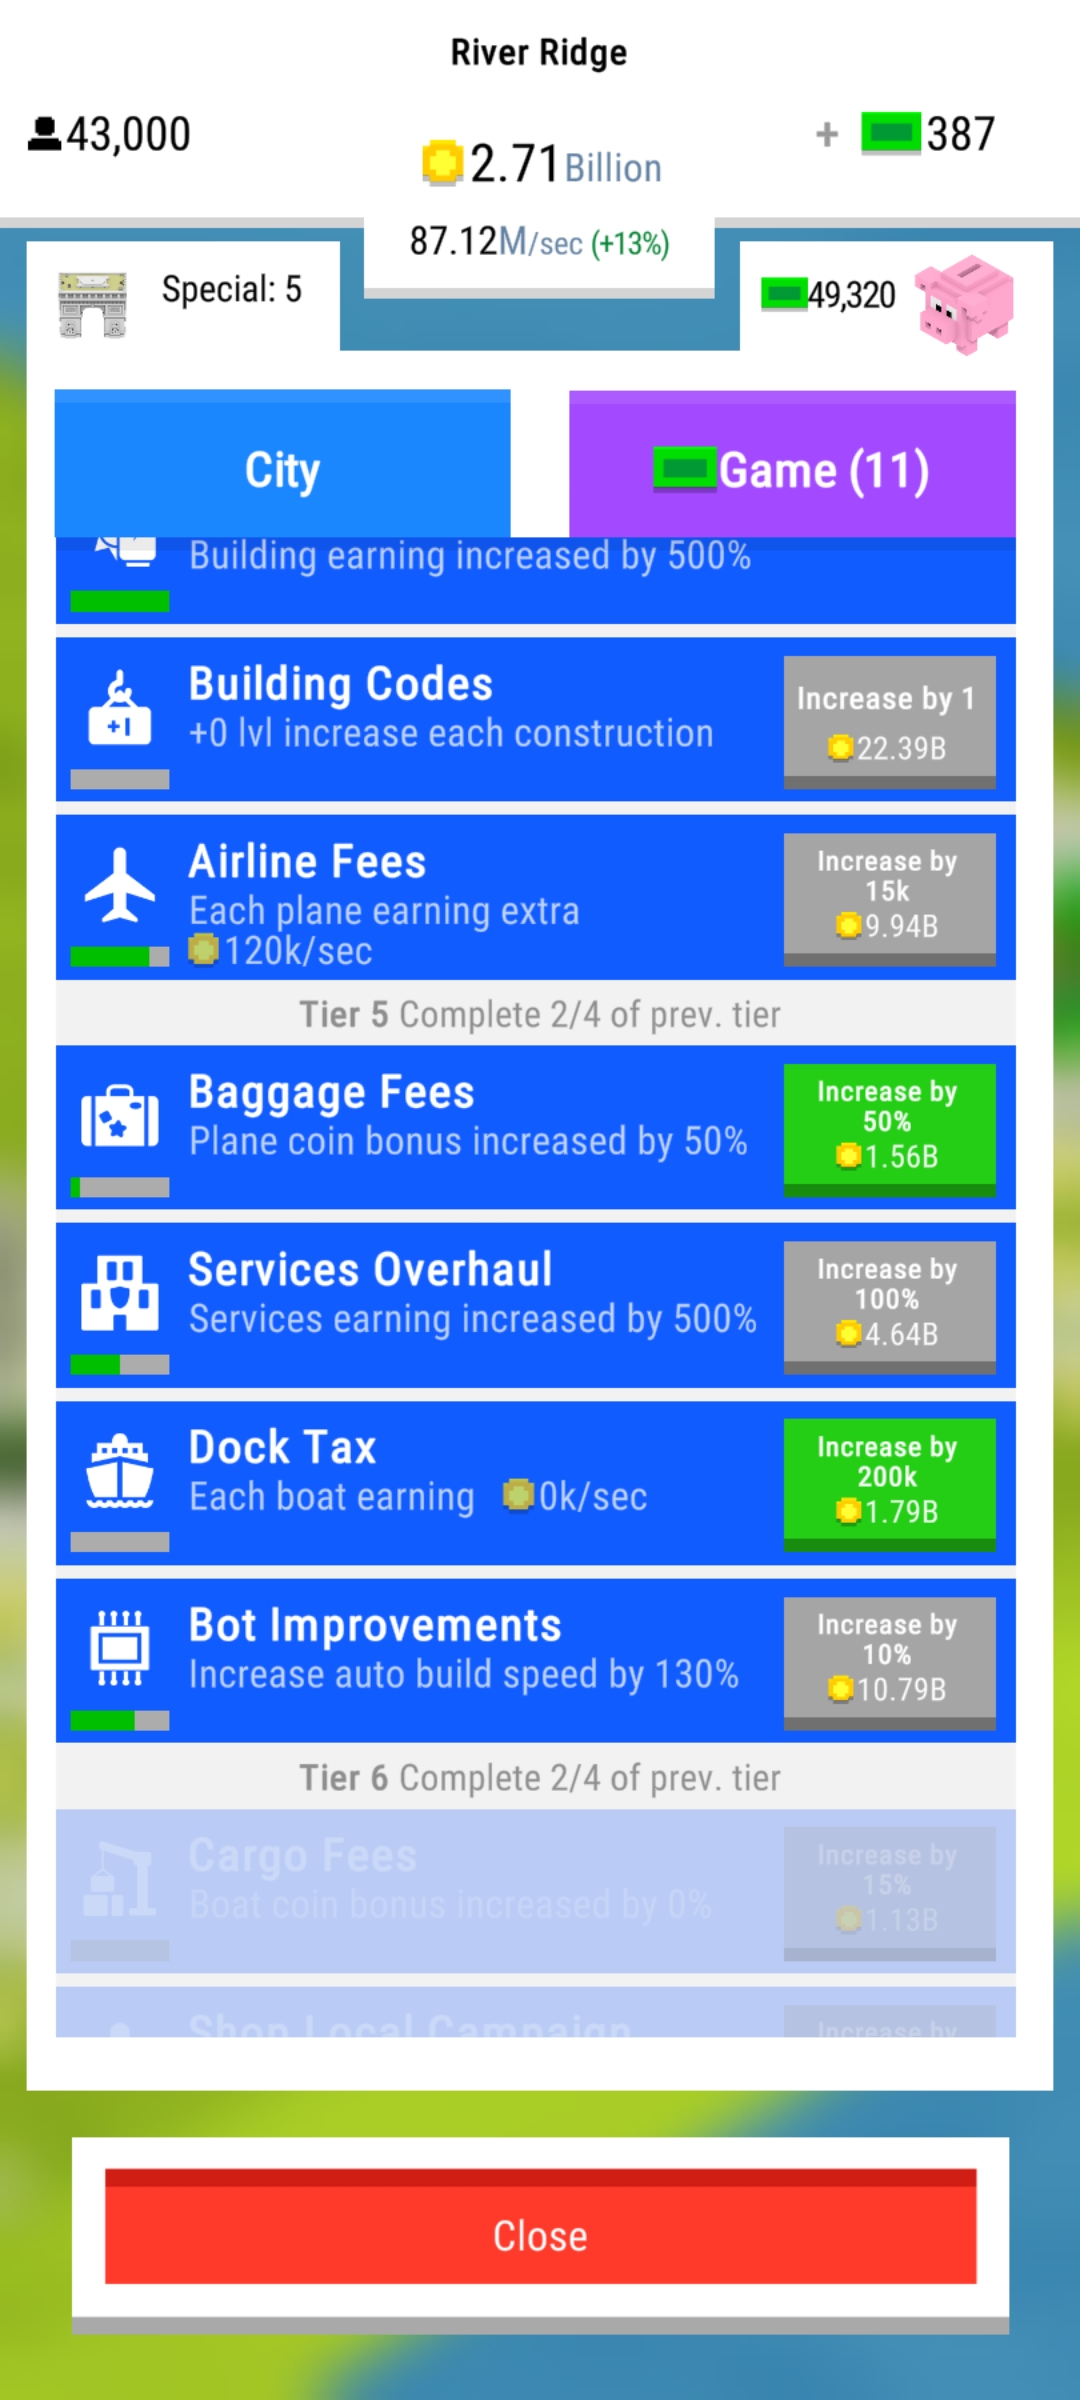 River Ridge
43,000
2.71 Billion
+ 387
87.12M/sec (+13%)
Special: 5
49,320
City
Game (11)
Building earning increased by 500%
Building Codes
+0 lvl increase each construction
Increase by 1
22.39B
Airline Fees
Each plane earning extra
120k/sec
Increase by
15k
9.94B
Tier 5 Complete 2/4 of prev. tier
Baggage Fees
Plane coin bonus increased by 50%
Increase by
50%
1.56B
Services Overhaul
Services earning increased by 500%
Increase by
100%
4.64B
Dock Tax
Each boat earning 0k/sec
Increase by
200k
1.79B
Bot Improvements
Increase auto build speed by 130%
Increase by
10%
10.79B
Tier 6 Complete 2/4 of prev. tier
Cargo Fees
Boat coin bonus increased by 0%
Increase by
15%
1.13B
Shop Local Campaign
Increase by
Close